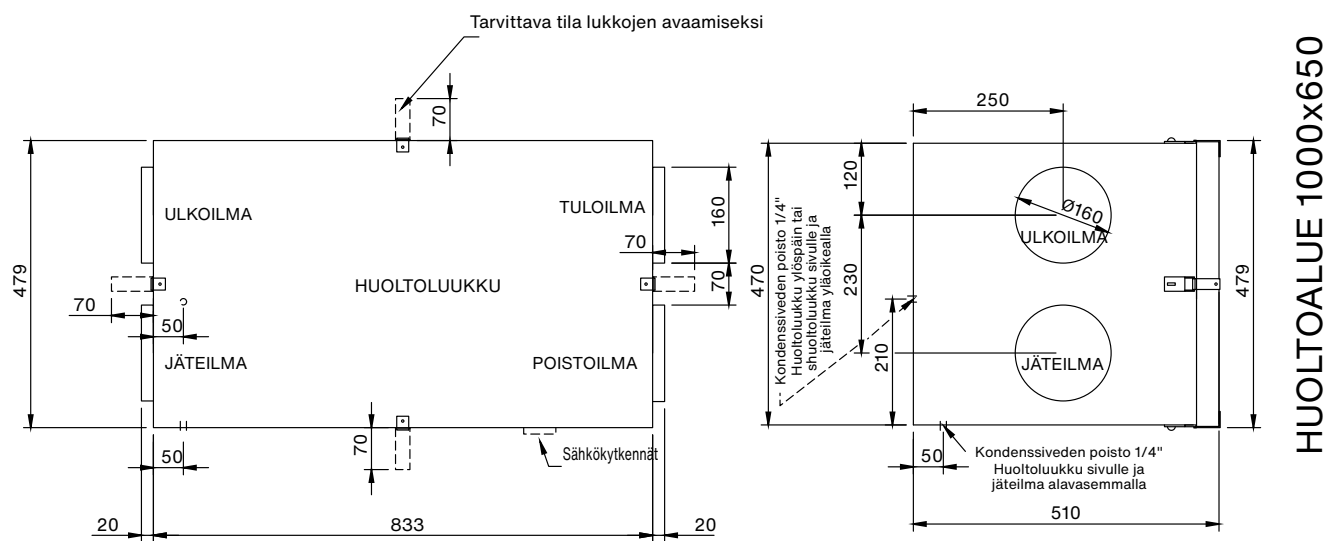 Tarvittava tila lukkojen avaamiseksi
70
479
ULKOILMA
TULOILMA
160
70
HUOLTOLUUKKU
70
70
50
JÄTEILMA
POISTOILMA
70
50
Sähkökytkennät
20
833
20
250
120
Ø160
ULKOILMA
470
230
479
Kondenssiveden poisto 1/4"
Huoltoluukku ylöspäin tai
shuoltoluukku sivulle ja
jäteilma yläoikealla
210
JÄTEILMA
50
Kondenssiveden poisto 1/4"
Huoltoluukku sivulle ja
jäteilma alavasemmalla
510
HUOLTOALUE 1000x650